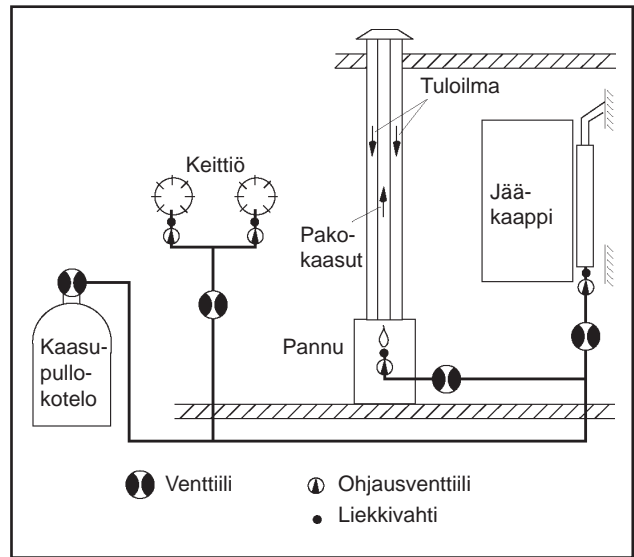 Tuloilma
Keittiö
Jää-
kaappi
Pako-
kaasut
Kaasu-
pullo-
kotelo
Pannu
Venttiili
Ohjausventtiili
Liekkivahti